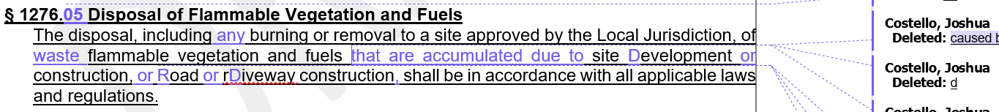 § 1276.05 Disposal of Flammable Vegetation and Fuels
The disposal, including any burning or removal to a site approved by the Local Jurisdiction, of
waste flammable vegetation and fuels that are accumulated due to site Development or
construction, or Road or rDiveway construction, shall be in accordance with all applicable laws
and regulations.
Costello, Joshua
Deleted: caused b
Costello, Joshua
Deleted: d
Costello, Joshua